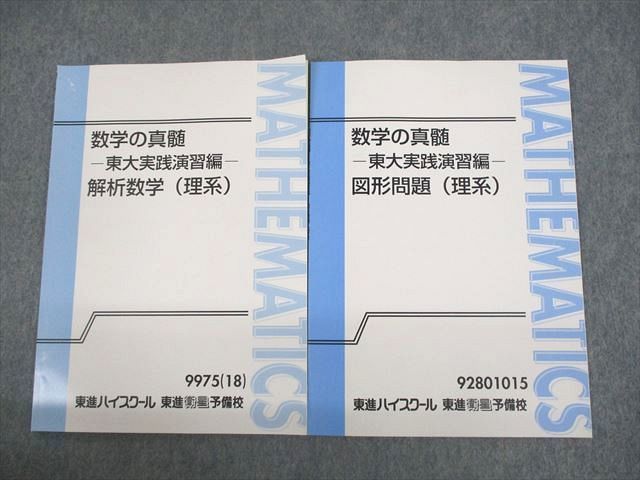 数学の真髄
―東大実践演習編―
解析数学（理系）
9975(18)
東進ハイスクール 東進衛星予備校
MATHEMATICS
数学の真髄
―東大実践演習編―
図形問題（理系）
92801015
東進ハイスクール 東進衛星予備校
MATHEMATICS